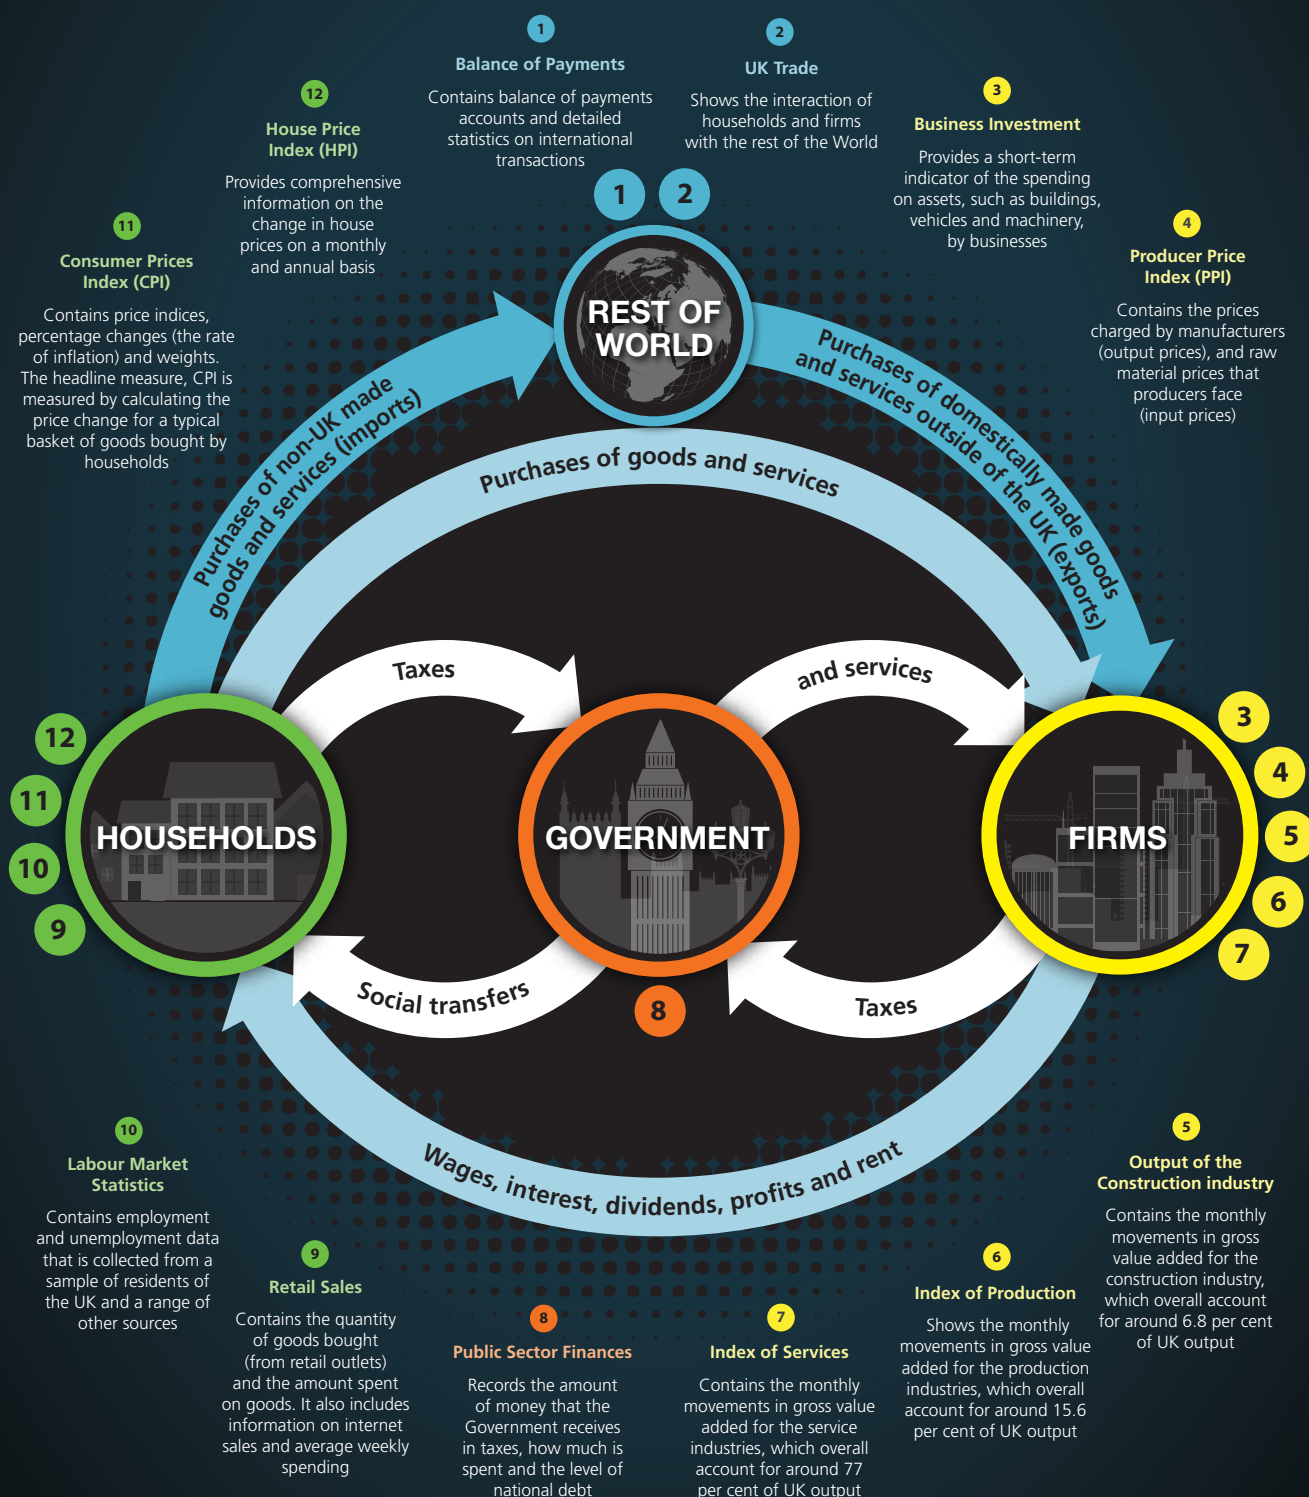 1
Balance of Payments
Contains balance of payments
accounts and detailed
statistics on international
transactions
2
UK Trade
Shows the interaction of
households and firms
with the rest of the World
3
Business Investment
Provides a short-term
indicator of the spending
on assets, such as buildings,
vehicles and machinery,
by businesses
4
Producer Price
Index (PPI)
Contains the prices
charged by manufacturers
(output prices), and raw
material prices that
producers face
(input prices)
12
House Price
Index (HPI)
Provides comprehensive
information on the
change in house
prices on a monthly
and annual basis
11
Consumer Prices
Index (CPI)
Contains price indices,
percentage changes (the rate
of inflation) and weights.
The headline measure, CPI is
measured by calculating the
price change for a typical
basket of goods bought by
households
1
2
REST OF
WORLD
Purchases of non-UK made
goods and services (imports)
Purchases of domestically made goods
and services outside of the UK (exports)
Purchases of goods and services
Taxes
and services
12
11
10
9
HOUSEHOLDS
GOVERNMENT
FIRMS
3
4
5
6
7
Social transfers
8
Taxes
Wages, interest, dividends, profits and rent
10
Labour Market
Statistics
Contains employment
and unemployment data
that is collected from a
sample of residents of
the UK and a range of
other sources
9
Retail Sales
Contains the quantity
of goods bought
(from retail outlets)
and the amount spent
on goods. It also includes
information on internet
sales and average weekly
spending
8
Public Sector Finances
Records the amount
of money that the
Government receives
in taxes, how much is
spent and the level of
national debt
7
Index of Services
Contains the monthly
movements in gross value
added for the service
industries, which overall
account for around 77
per cent of UK output
6
Index of Production
Shows the monthly
movements in gross value
added for the production
industries, which overall
account for around 15.6
per cent of UK output
5
Output of the
Construction industry
Contains the monthly
movements in gross
value added for the
construction industry,
which overall account
for around 6.8 per cent
of UK output